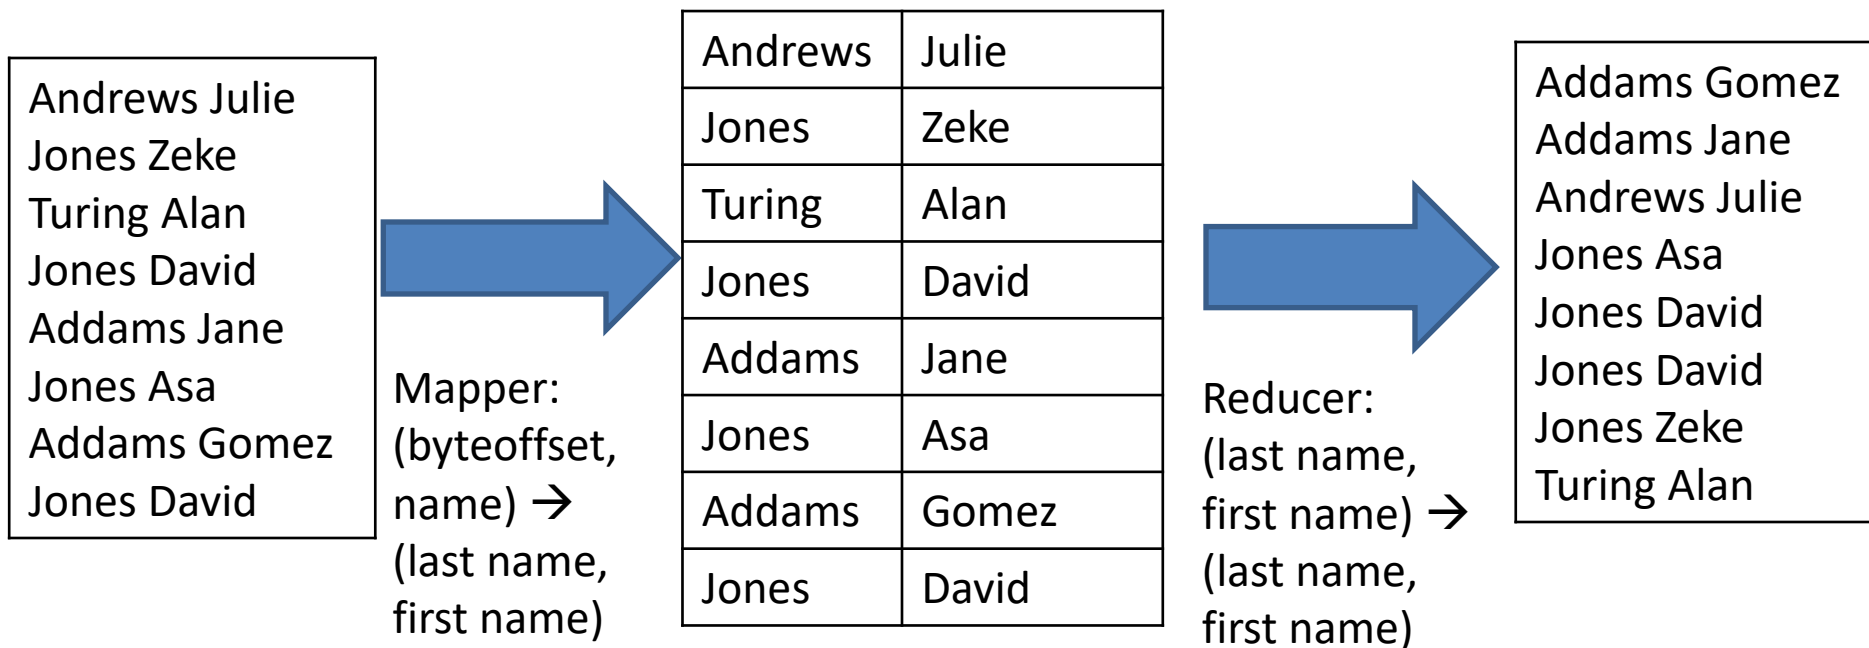 Andrews Julie
Jones Zeke
Turing Alan
Jones David
Addams Jane
Jones Asa
Addams Gomez
Jones David
Mapper:
(byteoffset,
name) →
(last name,
first name)
Andrews Julie
Jones Zeke
Turing Alan
Jones David
Addams Jane
Jones Asa
Addams Gomez
Jones David
Reducer:
(last name,
first name) →
(last name,
first name)
Addams Gomez
Addams Jane
Andrews Julie
Jones Asa
Jones David
Jones David
Jones Zeke
Turing Alan